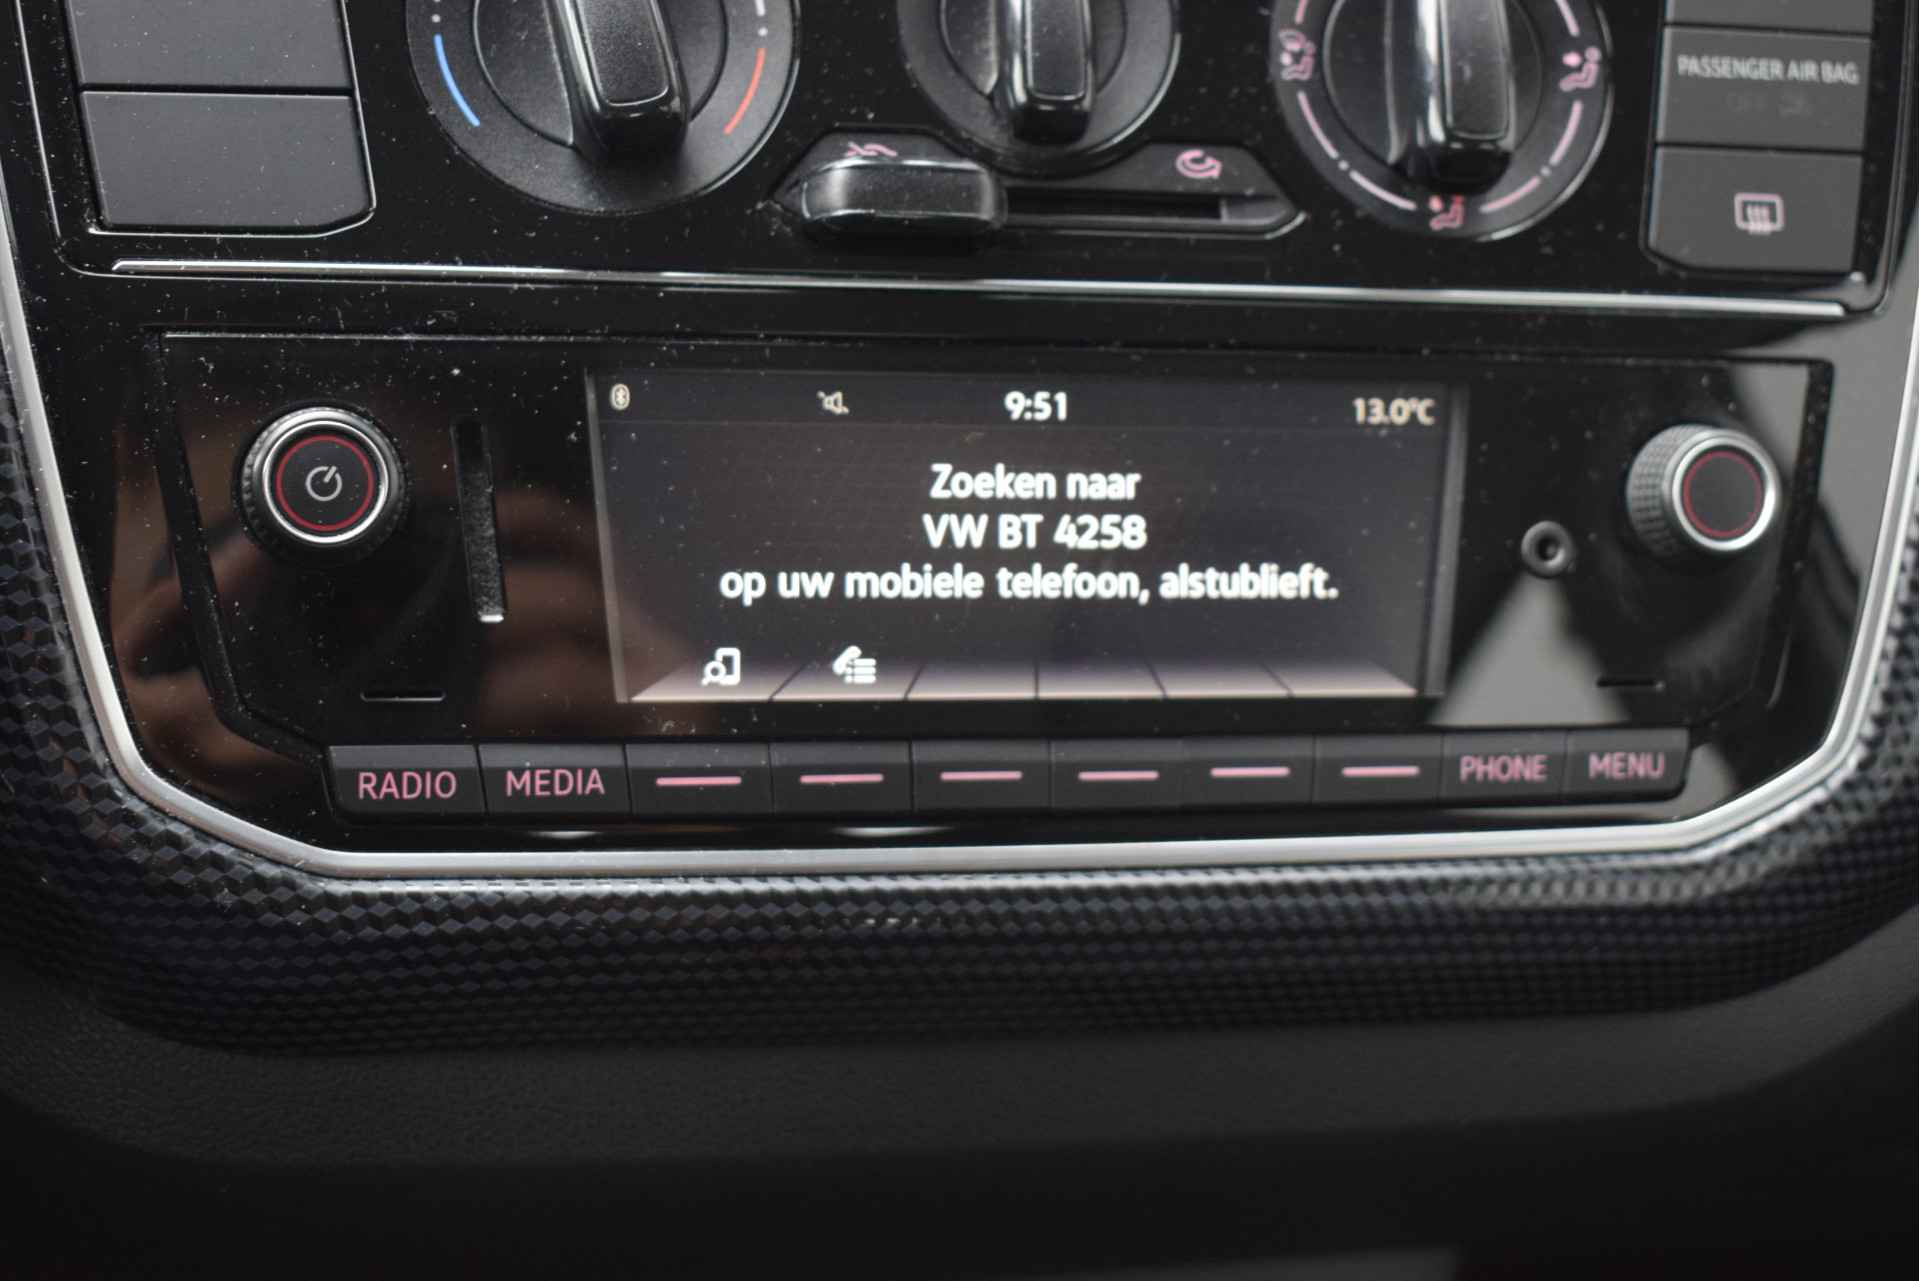 PASSENGER AIR BAG
9:51
13.0°C
Zoeken naar
VW BT 4258
op uw mobiele telefoon, alstublieft.
RADIO
MEDIA
PHONE
MENU